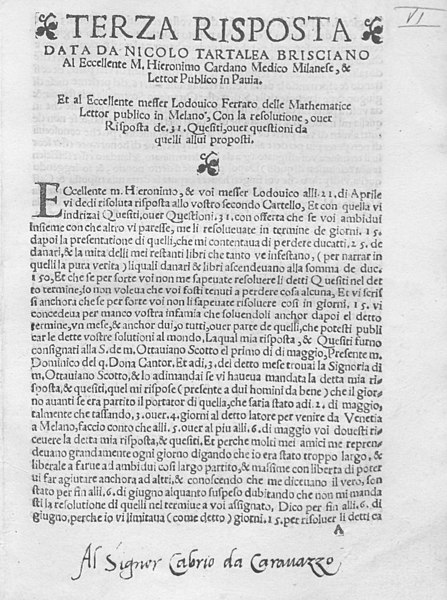 VI
TERZA RISPOSTA
DATA DA NICOLO TARTALEA BRISCIANO
Al Eccellente M. Hieronimo Cardano Medico Milanese, &
Lettor Publico in Pauia.
Et al Eccellente messer Lodouico Ferraro delle Mathematice
Lettor publico in Melano, Con la resolutione, ouer
Risposta de. 31. Quesiti, ouer questioni da
quelli allui proposti.
ECcellente m. Hieronimo, & voi messer Lodouico alli. 21. di Aprile
vi dedi risoluta risposta allo vostro secondo Cartello, Et con quella vi
indrizai Quesiti, ouer Questioni. 31. con offerta che se voi ambidui
Insieme con che altro vi paresse, me li resolueuate in termine de giorni. 15.
dapoi la presentatione di quelli, che mi contentaua di perdere ducatti. 25. de
danari, & la mita delli mei restanti libri che tanto ve infestano, (per narrar in
quelli la pura verita) liquali danari & libri ascendeuano alla somma de duc.
150, Et che se per sorte voi non me sapeuate resoluere li detti Quesiti nel det
to termine, io non voleua che voi fosti tenuti a perdere cosa alcuna, Et vi scris
si anchora che se per sorte voi non li sapeuate risoluere cosi in giorni. 15. vi
concedeua per manco vostra infamia che soluendoli anchor dapoi el detto
termine, vn mese, & anchor dui, o tutti, ouer parte de quelli, che potesti publi
car le dette vostre solutioni al mondo, Laqual mia risposta, & Quesiti furno
consignati alla S. de m. Ottauiano Scotto el primo di di maggio, Presente m.
Dominico del q. Dona Cantor. Et adi, 3. del detto mese trouai la Signoria di
m, Ottauiano Scotto, & lo adimandai se vi haueua mandata la detta mia ris
posta, & quesiti, quel mi rispose (presente a dui homini da bene) che il gior-
no auanti se era partito il portator di quella, che saria stato adi. 2. di maggio,
talmente che tassando, 3. ouer. 4. giorni al detto latore per venire da Venetia
a Melano, faccio conto che alli. 5. ouer al piu alli. 6. di maggio voi douesti ri-
ceuere la detta mia risposta, & quesiti, Et perche molti mei amici me repren-
deuano grandamente ogni giorno digando che io era stato troppo largo, &
liberale a farue ad ambidui cosi largo partito, & massime con liberta di poter
ui far agiutare anchora ad altri, & conoscendo che me diceuano il vero, son
stato per fin alli. 6. di giugno alquanto suspeso dubitando che non mi manda
sti la resolutione di quelli nel termine a voi assignato, Dico per fin alli. 6. di
giugno, perche io vi limitaua (come detto) giorni. 15. per risoluer li detti ca
A
Al Signor Cabrio da Carauazzo